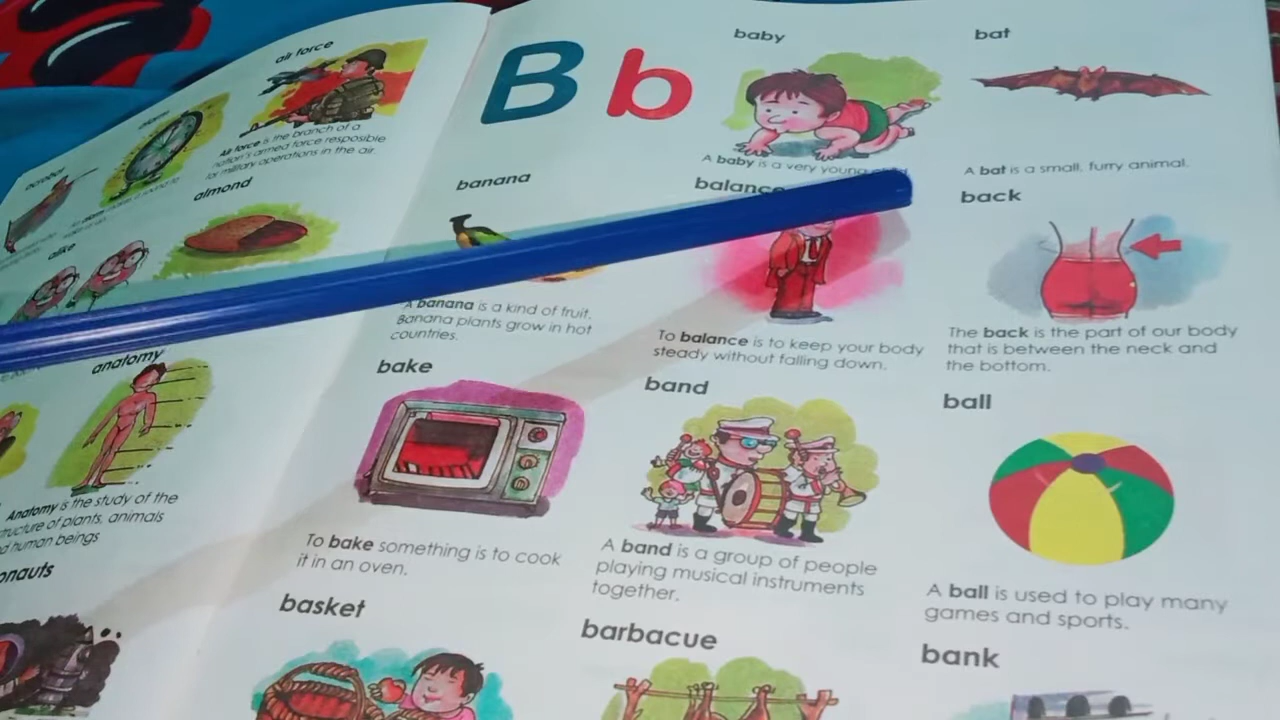 air force
Air force is the branch of a
nation's armed force resposible
for military operations in the air.
almond
alike
anatomy
Anatomy is the study of the
structure of plants, animals
human beings
B b
baby
A baby is a very young
bat
A bat is a small, furry animal.
banana
A banana is a kind of fruit.
Banana plants grow in hot
countries.
balance
To balance is to keep your body
steady without falling down.
back
The back is the part of our body
that is between the neck and
the bottom.
bake
To bake something is to cook
it in an oven.
band
A band is a group of people
playing musical instruments
together.
ball
A ball is used to play many
games and sports.
basket
barbacue
bank